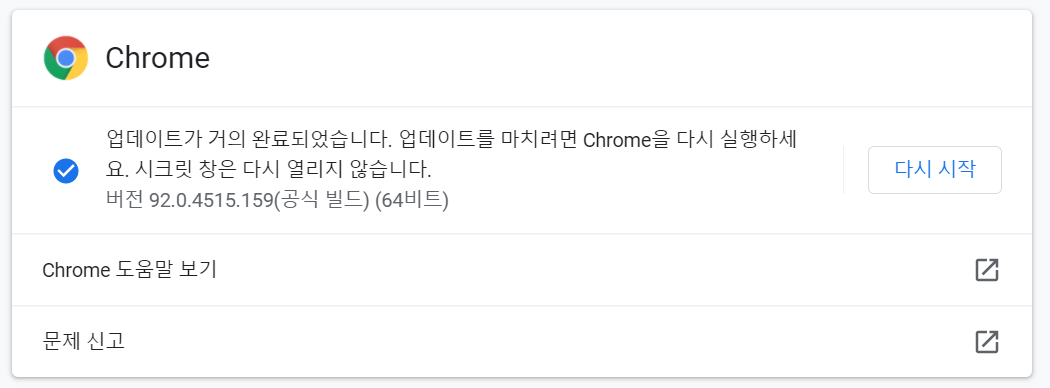 Chrome
업데이트가 거의 완료되었습니다. 업데이트를 마치려면 Chrome을 다시 실행하세
요. 시크릿 창은 다시 열리지 않습니다.
버전 92.0.4515.159(공식 빌드) (64비트)
다시 시작
Chrome 도움말 보기
문제 신고